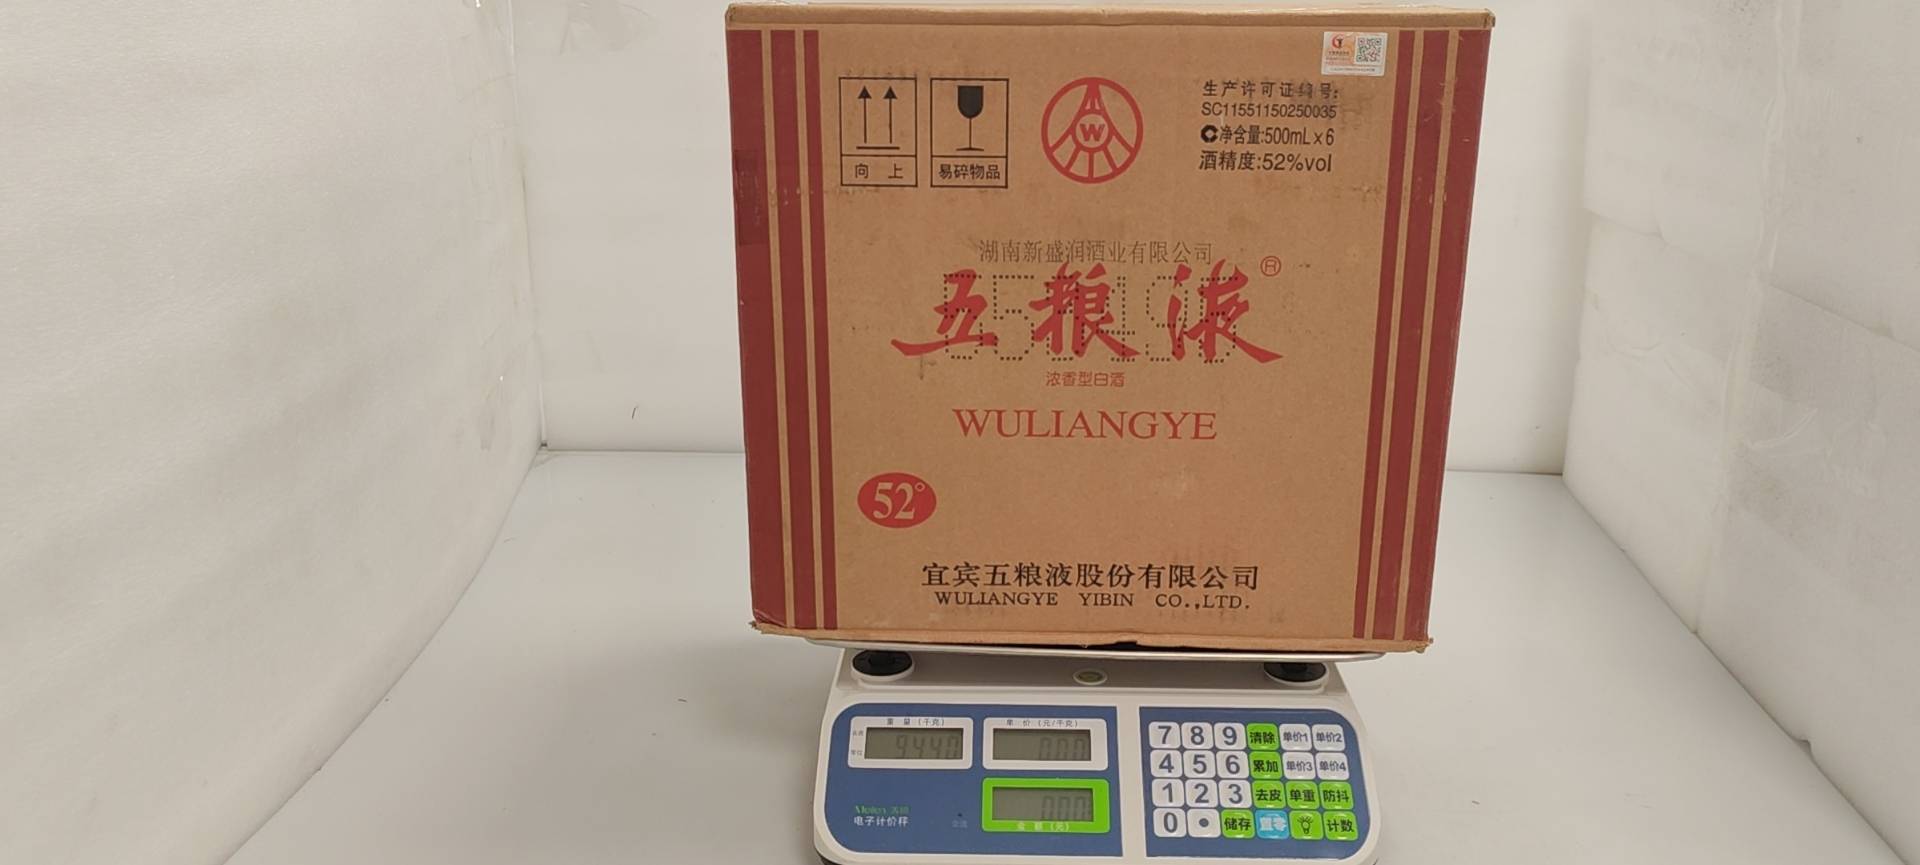 生产许可证编号:
SC11551150250035
净含量:500mL x 6
酒精度:52%vol
向 上
易碎物品
W
湖南新盛润酒业有限公司
五粮液®
浓香型白酒
WULIANGYE
52°
宜宾五粮液股份有限公司
WULIANGYE YIBIN CO.,LTD.
重 量 (千克)
单 价 (元/千克)
9.440
0.00
0.00
金 额 (元)
电子计价秤
7 8 9 清除 单价1 单价2
4 5 6 累加 单价3 单价4
1 2 3 去皮 单重 防抖
0 • 储存 置零 计数